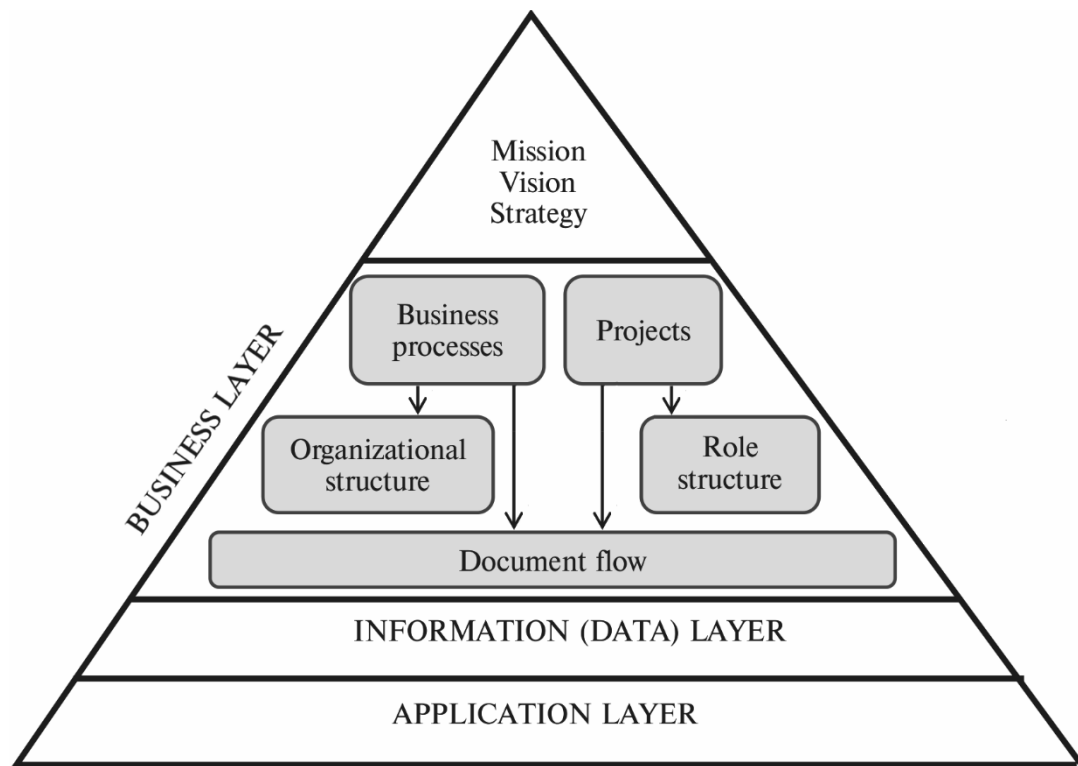 Mission
Vision
Strategy
Business
processes
Projects
Organizational
structure
Role
structure
Document flow
BUSINESS LAYER
INFORMATION (DATA) LAYER
APPLICATION LAYER